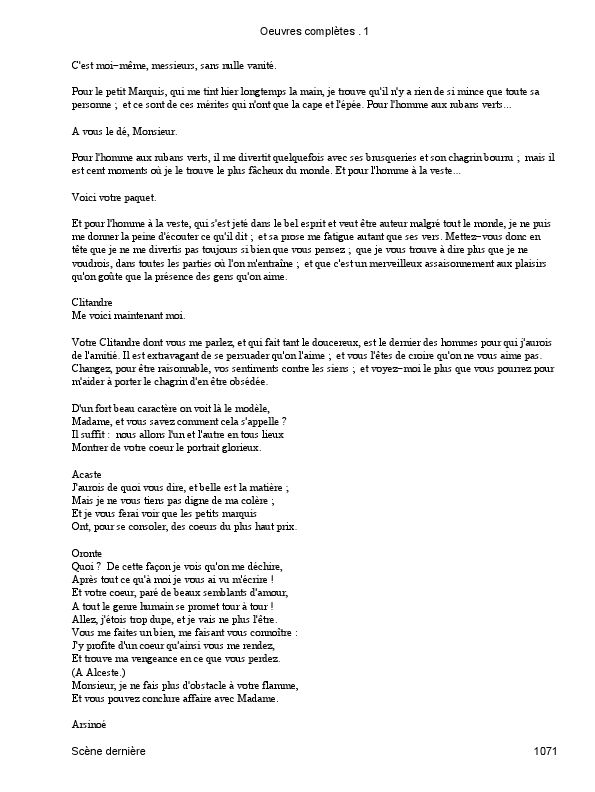 Oeuvres complètes . 1
C'est moi−même, messieurs, sans nulle vanité.
Pour le petit Marquis, qui me tint hier longtemps la main, je trouve qu'il n'y a rien de si mince que toute sa
personne ;  et ce sont de ces mérites qui n'ont que la cape et l'épée. Pour l'homme aux rubans verts...
A vous le dé, Monsieur.
Pour l'homme aux rubans verts, il me divertit quelquefois avec ses brusqueries et son chagrin bourru ;  mais il
est cent moments où je le trouve le plus fâcheux du monde. Et pour l'homme à la veste...
Voici votre paquet.
Et pour l'homme à la veste, qui s'est jeté dans le bel esprit et veut être auteur malgré tout le monde, je ne puis
me donner la peine d'écouter ce qu'il dit ;  et sa prose me fatigue autant que ses vers. Mettez−vous donc en
tête que je ne me divertis pas toujours si bien que vous pensez ;  que je vous trouve à dire plus que je ne
voudrois, dans toutes les parties où l'on m'entraîne ;  et que c'est un merveilleux assaisonnement aux plaisirs
qu'on goûte que la présence des gens qu'on aime.
Clitandre
Me voici maintenant moi.
Votre Clitandre dont vous me parlez, et qui fait tant le doucereux, est le dernier des hommes pour qui j'aurois
de l'amitié. Il est extravagant de se persuader qu'on l'aime ;  et vous l'êtes de croire qu'on ne vous aime pas.
Changez, pour être raisonnable, vos sentiments contre les siens ;  et voyez−moi le plus que vous pourrez pour
m'aider à porter le chagrin d'en être obsédée.
D'un fort beau caractère on voit là le modèle,
Madame, et vous savez comment cela s'appelle ?
Il suffit :  nous allons l'un et l'autre en tous lieux
Montrer de votre coeur le portrait glorieux.
Acaste
J'aurois de quoi vous dire, et belle est la matière ;
Mais je ne vous tiens pas digne de ma colère ;
Et je vous ferai voir que les petits marquis
Ont, pour se consoler, des coeurs du plus haut prix.
Oronte
Quoi ?  De cette façon je vois qu'on me déchire,
Après tout ce qu'à moi je vous ai vu m'écrire !
Et votre coeur, paré de beaux semblants d'amour,
A tout le genre humain se promet tour à tour !
Allez, j'étois trop dupe, et je vais ne plus l'être.
Vous me faites un bien, me faisant vous connoître :
J'y profite d'un coeur qu'ainsi vous me rendez,
Et trouve ma vengeance en ce que vous perdez.
(A Alceste.)
Monsieur, je ne fais plus d'obstacle à votre flamme,
Et vous pouvez conclure affaire avec Madame.
Arsinoé
Scène dernière 1071